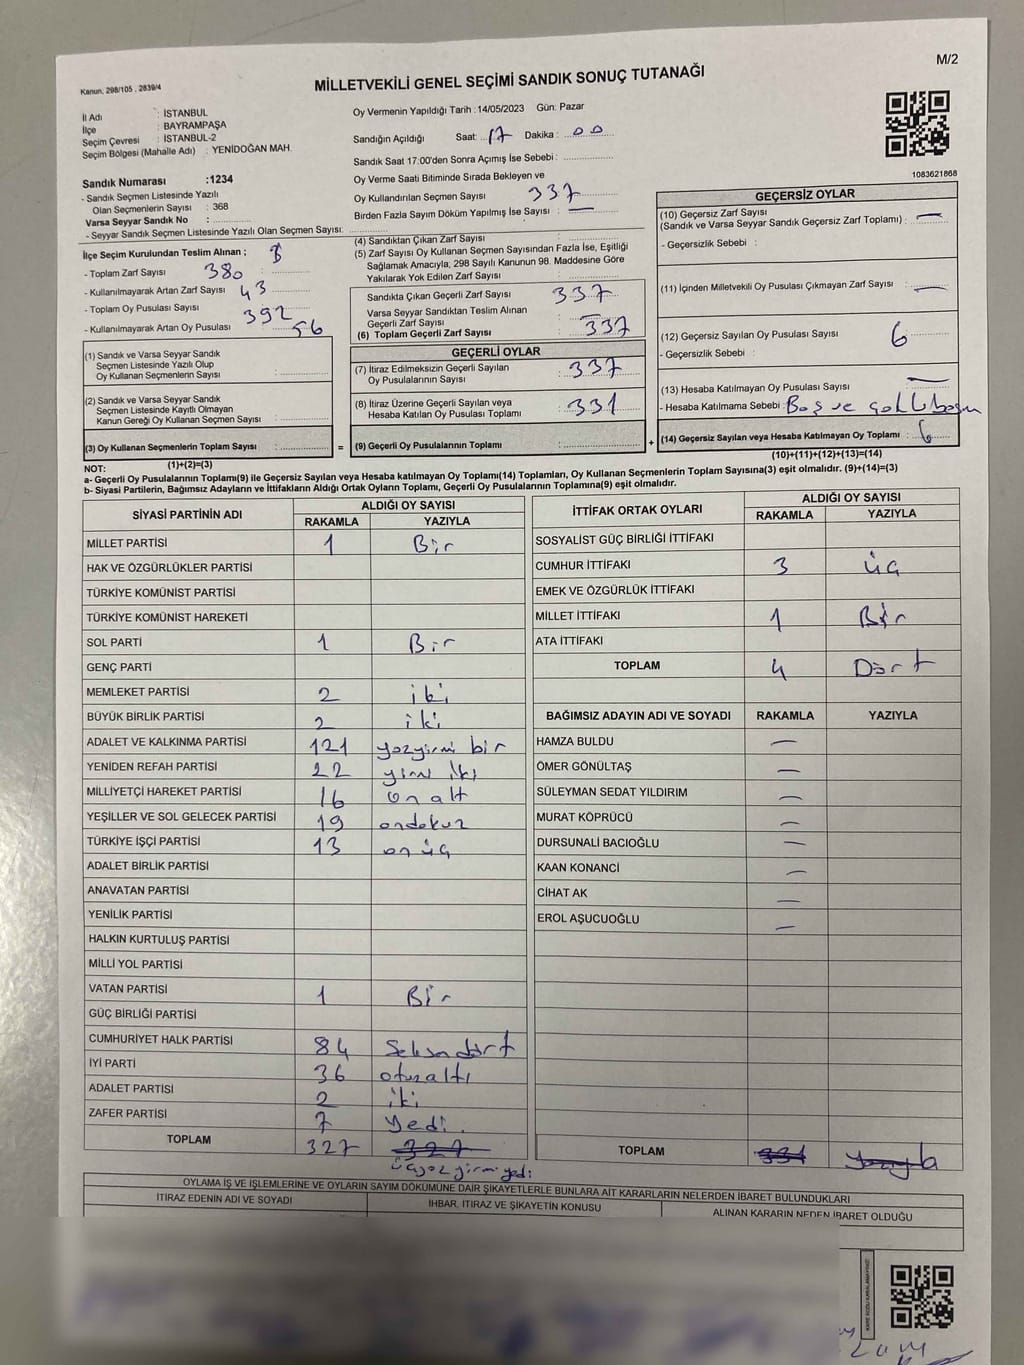 M/2
Kanun, 298/105 , 2839/4
MİLLETVEKİLİ GENEL SEÇİMİ SANDIK SONUÇ TUTANAĞI
İl Adı : İSTANBUL
İlçe : BAYRAMPAŞA
Seçim Çevresi : İSTANBUL-2
Seçim Bölgesi (Mahalle Adı) : YENİDOĞAN MAH.
Sandık Numarası :1234
- Sandık Seçmen Listesinde Yazılı
Olan Seçmenlerin Sayısı : 368
Varsa Seyyar Sandık No :
- Seyyar Sandık Seçmen Listesinde Yazılı Olan Seçmen Sayısı:
İlçe Seçim Kurulundan Teslim Alınan ;
- Toplam Zarf Sayısı : 380
- Kullanılmayarak Artan Zarf Sayısı : 43
- Toplam Oy Pusulası Sayısı : 392
- Kullanılmayarak Artan Oy Pusulası : 56
Oy Vermenin Yapıldığı Tarih : 14/05/2023 Gün: Pazar
Sandığın Açıldığı Saat: 17 Dakika : 00
Sandık Saat 17:00'den Sonra Açımış İse Sebebi :
Oy Verme Saati Bitiminde Sırada Bekleyen ve
Oy Kullandırılan Seçmen Sayısı : 337
Birden Fazla Sayım Döküm Yapılmış İse Sayısı : —
(4) Sandıktan Çıkan Zarf Sayısı :
(5) Zarf Sayısı Oy Kullanan Seçmen Sayısından Fazla İse, Eşitliği
Sağlamak Amacıyla, 298 Sayılı Kanunun 98. Maddesine Göre
Yakılarak Yok Edilen Zarf Sayısı :
Sandıkta Çıkan Geçerli Zarf Sayısı : 337
Varsa Seyyar Sandıktan Teslim Alınan
Geçerli Zarf Sayısı : —
(6) Toplam Geçerli Zarf Sayısı : 337
1083621868
GEÇERSİZ OYLAR
(10) Geçersiz Zarf Sayısı
(Sandık ve Varsa Seyyar Sandık Geçersiz Zarf Toplamı) : —
- Geçersizlik Sebebi :
(11) İçinden Milletvekili Oy Pusulası Çıkmayan Zarf Sayısı : —
(12) Geçersiz Sayılan Oy Pusulası Sayısı : 6
- Geçersizlik Sebebi :
(13) Hesaba Katılmayan Oy Pusulası Sayısı : —
- Hesaba Katılmama Sebebi : Boş ve
(14) Geçersiz Sayılan veya Hesaba Katılmayan Oy Toplamı : 6
(10)+(11)+(12)+(13)=(14)
(1) Sandık ve Varsa Seyyar Sandık
Seçmen Listesinde Yazılı Olup
Oy Kullanan Seçmenlerin Sayısı :
(2) Sandık ve Varsa Seyyar Sandık
Seçmen Listesinde Kayıtlı Olmayan
Kanun Gereği Oy Kullanan Seçmen Sayısı :
(3) Oy Kullanan Seçmenlerin Toplam Sayısı : =
(1)+(2)=(3)
GEÇERLİ OYLAR
(7) İtiraz Edilmeksizin Geçerli Sayılan
Oy Pusulalarının Sayısı : 337
(8) İtiraz Üzerine Geçerli Sayılan veya
Hesaba Katılan Oy Pusulası Toplamı : 331
(9) Geçerli Oy Pusulalarının Toplamı : +
NOT:
a- Geçerli Oy Pusulalarının Toplamı(9) ile Geçersiz Sayılan veya Hesaba katılmayan Oy Toplamı(14) Toplamları, Oy Kullanan Seçmenlerin Toplam Sayısına(3) eşit olmalıdır. (9)+(14)=(3)
b- Siyasi Partilerin, Bağımsız Adayların ve İttifakların Aldığı Ortak Oyların Toplamı, Geçerli Oy Pusulalarının Toplamına(9) eşit olmalıdır.
SİYASİ PARTİNİN ADI ALDIĞI OY SAYISI
RAKAMLA YAZIYLA
MİLLET PARTİSİ 1 Bir
HAK VE ÖZGÜRLÜKLER PARTİSİ
TÜRKİYE KOMÜNİST PARTİSİ
TÜRKİYE KOMÜNİST HAREKETİ
SOL PARTİ 1 Bir
GENÇ PARTİ
MEMLEKET PARTİSİ 2 iki
BÜYÜK BİRLİK PARTİSİ 2 iki
ADALET VE KALKINMA PARTİSİ 121 yüzyirmi bir
YENİDEN REFAH PARTİSİ 22 yirmi iki
MİLLİYETÇİ HAREKET PARTİSİ 16 on altı
YEŞİLLER VE SOL GELECEK PARTİSİ 19 ondokuz
TÜRKİYE İŞÇİ PARTİSİ 13 onüç
ADALET BİRLİK PARTİSİ
ANAVATAN PARTİSİ
YENİLİK PARTİSİ
HALKIN KURTULUŞ PARTİSİ
MİLLİ YOL PARTİSİ
VATAN PARTİSİ 1 Bir
GÜÇ BİRLİĞİ PARTİSİ
CUMHURİYET HALK PARTİSİ 84 Seksendört
İYİ PARTİ 36 otuzaltı
ADALET PARTİSİ 2 iki
ZAFER PARTİSİ 7 Yedi.
TOPLAM 327 327
üçyüz yirmi yedi
İTTİFAK ORTAK OYLARI ALDIĞI OY SAYISI
RAKAMLA YAZIYLA
SOSYALİST GÜÇ BİRLİĞİ İTTİFAKI
CUMHUR İTTİFAKI 3 üç
EMEK VE ÖZGÜRLÜK İTTİFAKI
MİLLET İTTİFAKI 1 Bir
ATA İTTİFAKI
TOPLAM 4 Dört
BAĞIMSIZ ADAYIN ADI VE SOYADI RAKAMLA YAZIYLA
HAMZA BULDU —
ÖMER GÖNÜLTAŞ —
SÜLEYMAN SEDAT YILDIRIM —
MURAT KÖPRÜCÜ —
DURSUNALİ BACIOĞLU —
KAAN KONANCİ —
CİHAT AK —
EROL AŞUCUOĞLU —
TOPLAM 331
OYLAMA İŞ VE İŞLEMLERİNE VE OYLARIN SAYIM DÖKÜMÜNE DAİR ŞİKAYETLERLE BUNLARA AİT KARARLARIN NELERDEN İBARET BULUNDUKLARI
İTİRAZ EDENİN ADI VE SOYADI İHBAR, İTİRAZ VE ŞİKAYETİN KONUSU ALINAN KARARIN NEDEN İBARET OLDUĞU